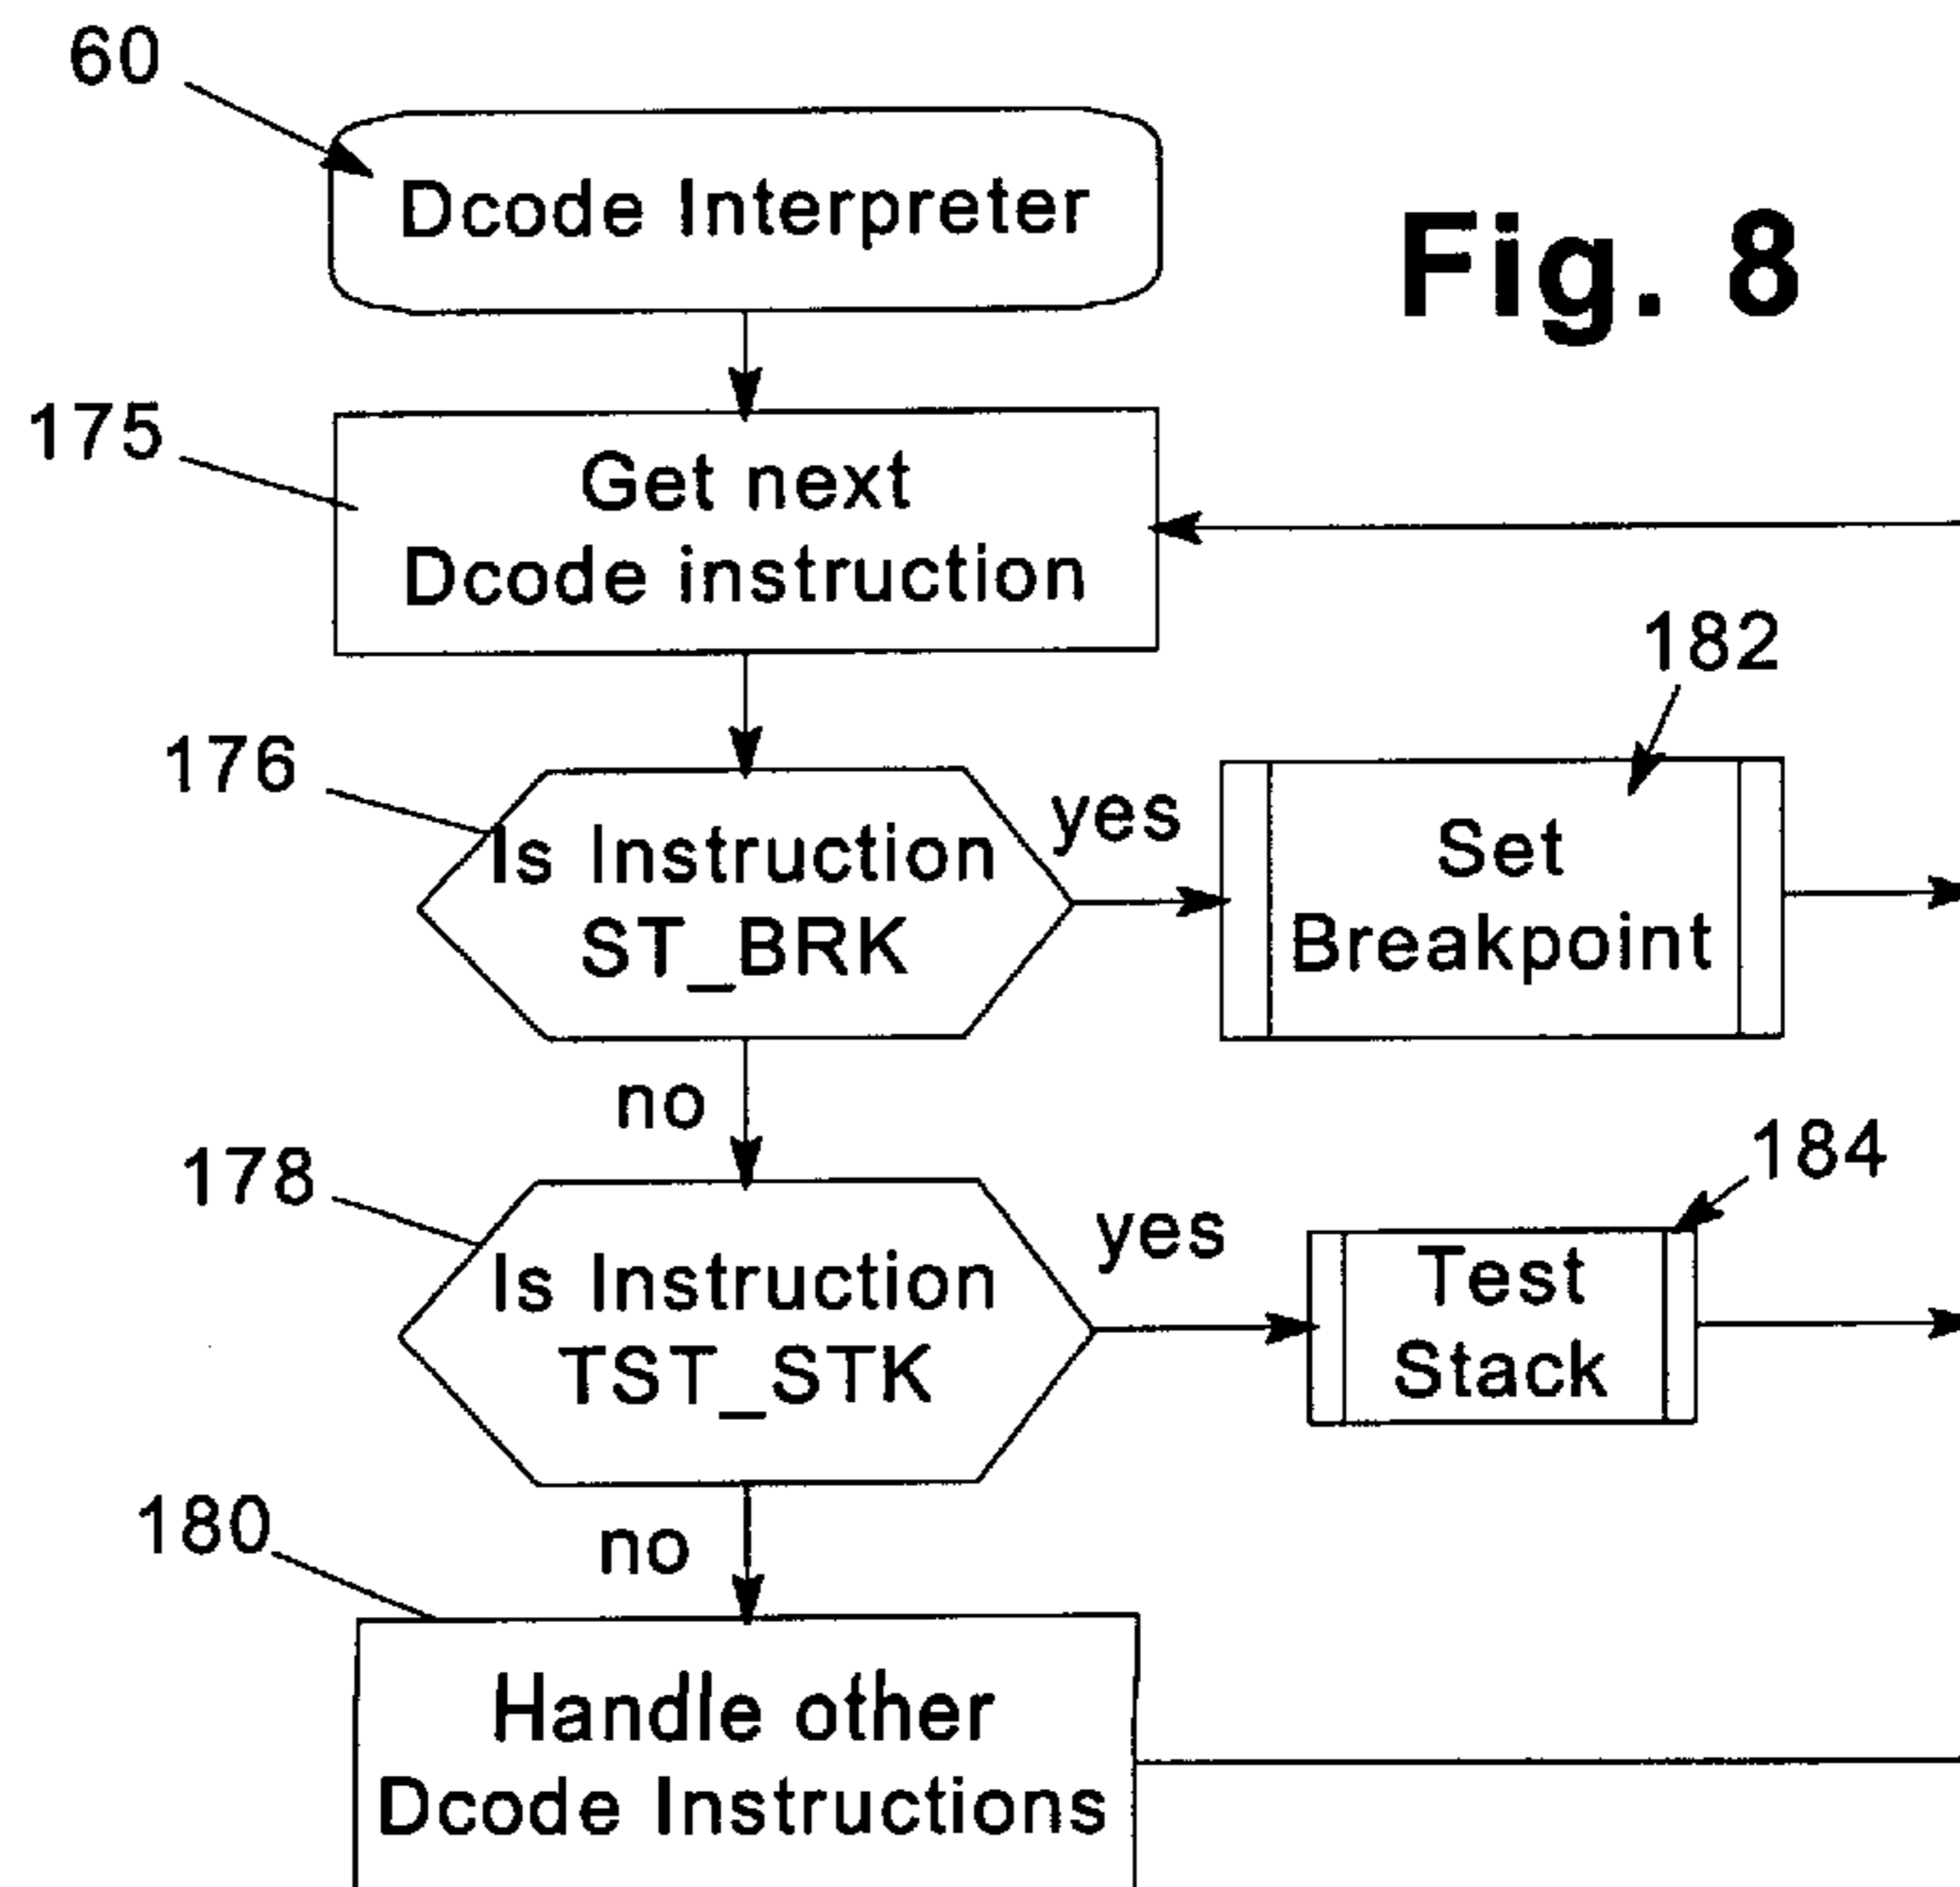 60
Dcode Interpreter
Fig. 8
175
Get next
Dcode instruction
182
176
Is Instruction
ST_BRK
yes
Set
Breakpoint
no
184
178
Is Instruction
TST_STK
yes
Test
Stack
no
180
Handle other
Dcode Instructions